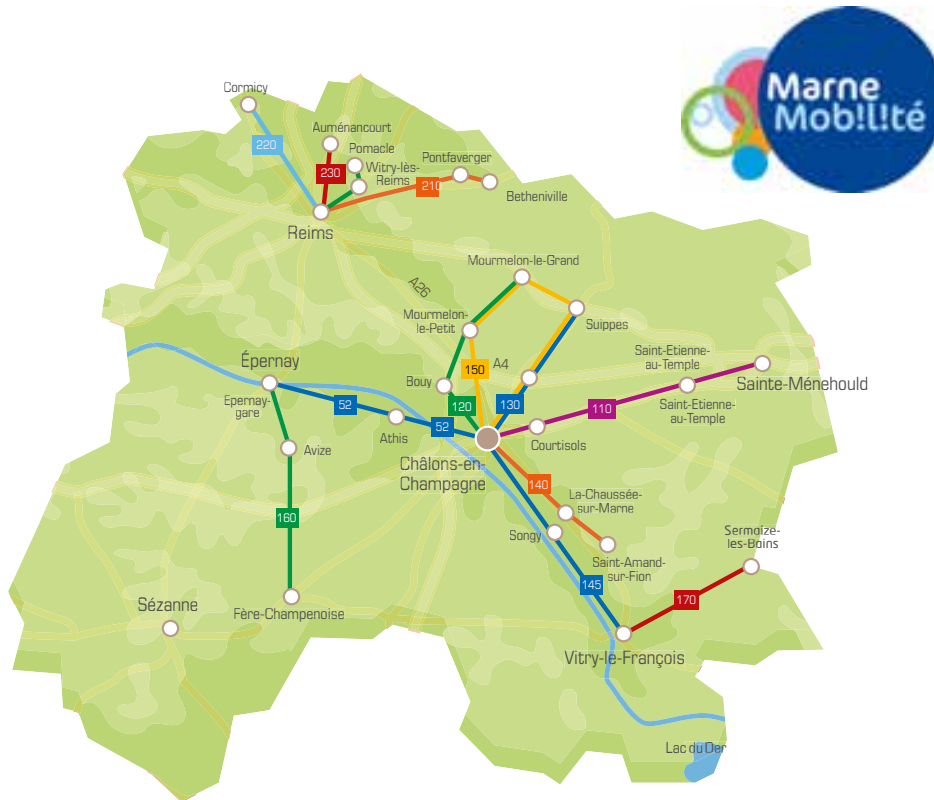 Marne
Mob!L!té
Cormicy
Auménancourt
220
Pomacle
230
Witry-lès-
Reims
Pontfaverger
210
Betheniville
Reims
Mourmelon-le-Grand
A26
Mourmelon-
le-Petit
Suippes
150
A4
Saint-Etienne-
au-Temple
Sainte-Ménehould
Épernay
Bouy
Epernay-
gare
52
120
130
110
Saint-Etienne-
au-Temple
Athis
52
Courtisols
Avize
Châlons-en-
Champagne
140
La-Chaussée-
sur-Marne
160
Songy
Sermaize-
les-Bains
Saint-Amand-
sur-Fion
145
170
Sézanne
Fère-Champenoise
Vitry-le-François
Lac du Der